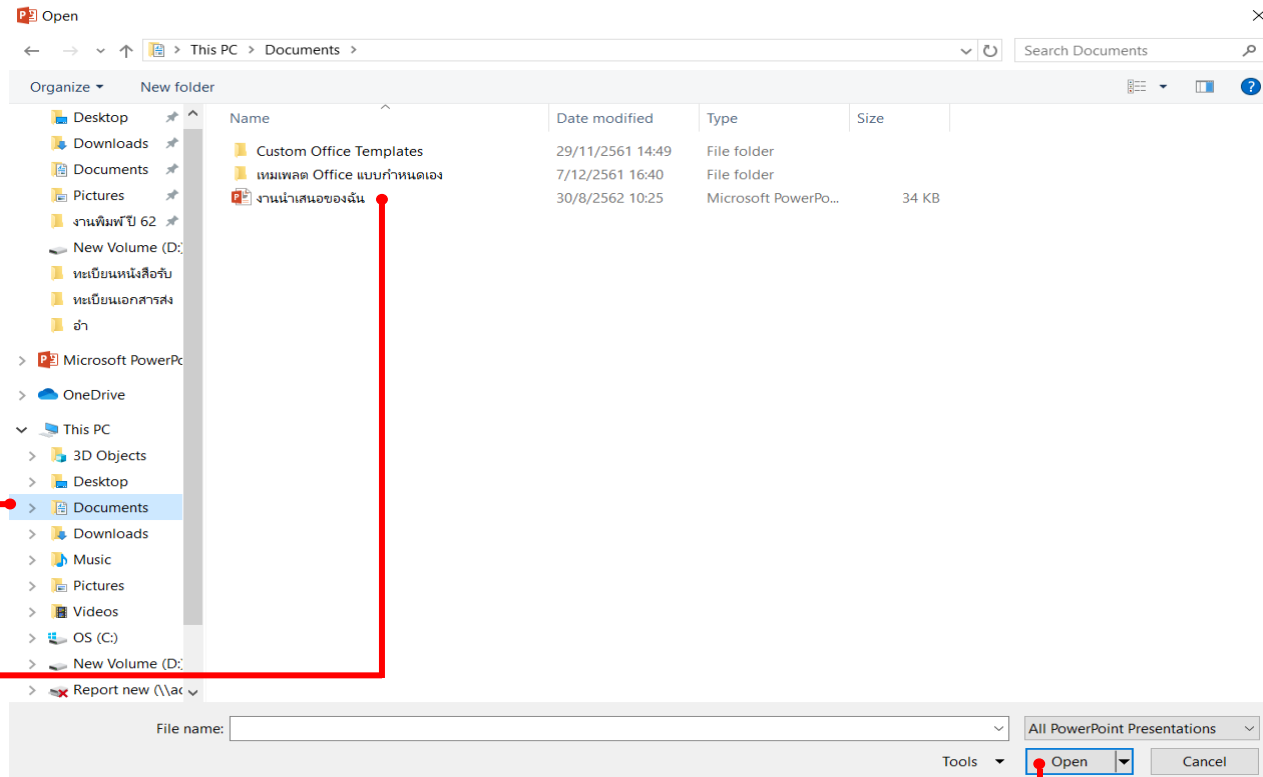 Open
This PC > Documents >
Search Documents
Organize
New folder
Name
Date modified
Type
Size
Custom Office Templates
29/11/2561 14:49
File folder
เทมเพลต Office แบบกำหนดเอง
7/12/2561 16:40
File folder
งานนำเสนอของฉัน
30/8/2562 10:25
Microsoft PowerPo...
34 KB
Desktop
Downloads
Documents
Pictures
งานพิมพ์ ปี 62
New Volume (D:)
ทะเบียนหนังสือรับ
ทะเบียนเอกสารส่ง
อำ
Microsoft PowerPo
OneDrive
This PC
3D Objects
Desktop
Documents
Downloads
Music
Pictures
Videos
OS (C:)
New Volume (D:)
Report new (\\ac
File name:
All PowerPoint Presentations
Tools
Open
Cancel